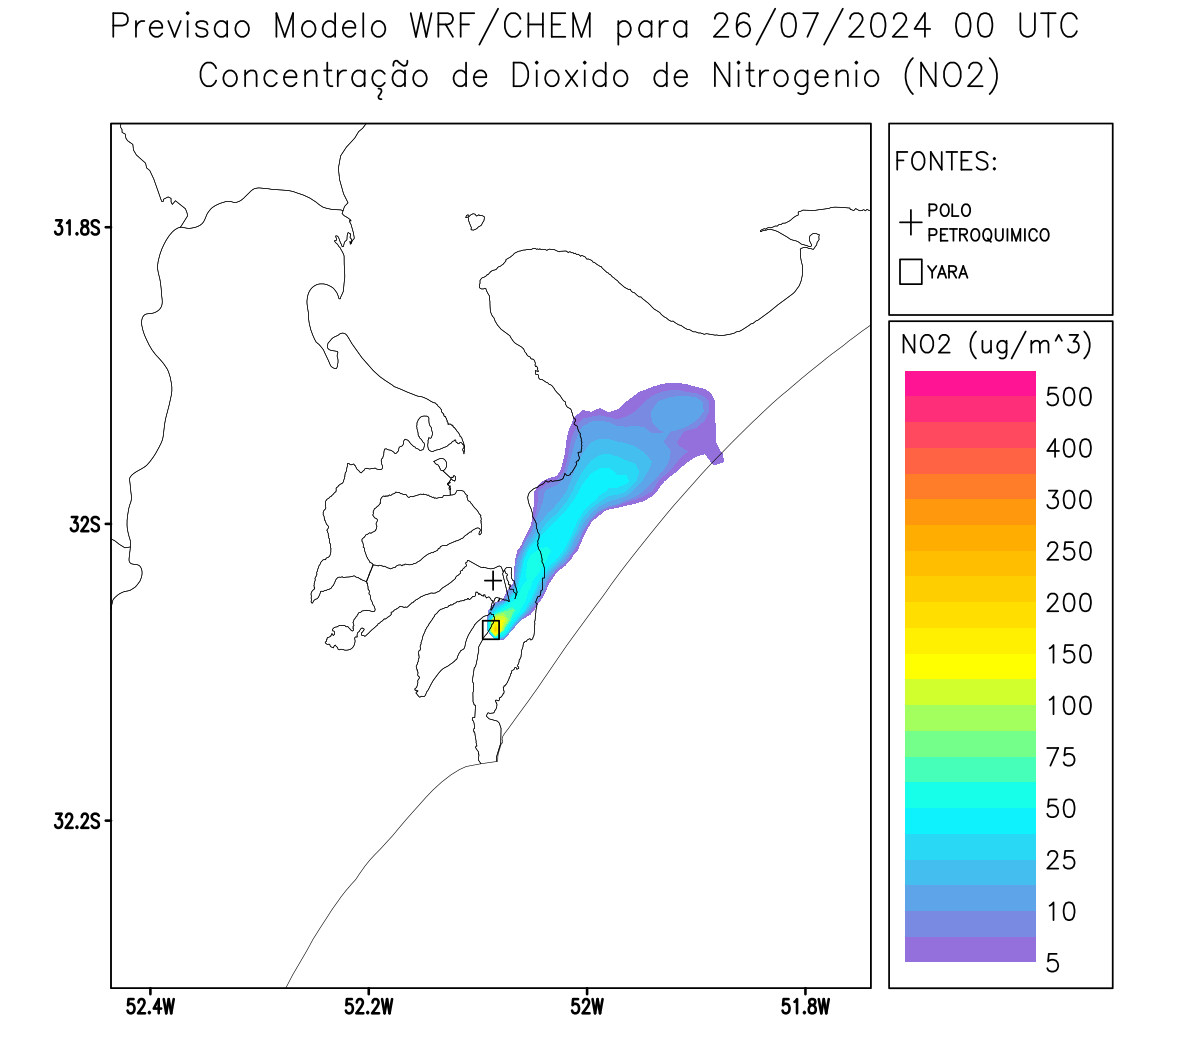 Previsao Modelo WRF/CHEM para 26/07/2024 00 UTC
Concentração de Dioxido de Nitrogenio (NO2)
FONTES:
POLO
PETROQUIMICO
YARA
NO2 (ug/m^3)
500
400
300
250
200
150
100
75
50
25
10
5
31.8S
32S
32.2S
52.4W
52.2W
52W
51.8W